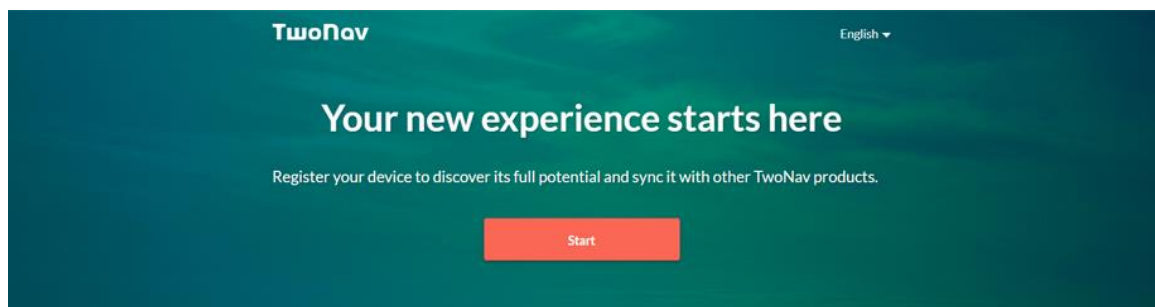 TwoNav
English
Your new experience starts here
Register your device to discover its full potential and sync it with other TwoNav products.
Start